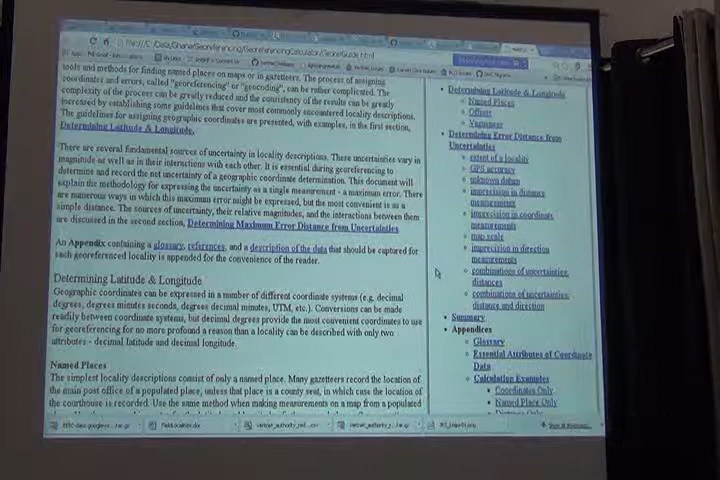 file:///C:/Data/Ghana/Georeferencing/GeoreferencingCalculator/GeorefGuide.html
tools and methods for finding named places on maps or in gazetteers. The process of assigning
coordinates and errors, called "georeferencing" or "geocoding", can be rather complicated. The
complexity of the process can be greatly reduced and the consistency of the results can be greatly
increased by establishing some guidelines that cover most commonly encountered locality descriptions.
The guidelines for assigning geographic coordinates are presented, with examples, in the first section,
Determining Latitude & Longitude.
There are several fundamental sources of uncertainty in locality descriptions. These uncertainties vary in
magnitude as well as in their interactions with each other. It is essential during georeferencing to
determine and record the net uncertainty of a geographic coordinate determination. This document will
explain the methodology for expressing the uncertainty as a single measurement - a maximum error. There
are numerous ways in which this maximum error might be expressed, but the most convenient is as a
simple distance. The sources of uncertainty, their relative magnitudes, and the interactions between them
are discussed in the second section, Determining Maximum Error Distance from Uncertainties
An Appendix containing a glossary, references, and a description of the data that should be captured for
each georeferenced locality is appended for the convenience of the reader.
Determining Latitude & Longitude
Geographic coordinates can be expressed in a number of different coordinate systems (e.g. decimal
degrees, degrees minutes seconds, degrees decimal minutes, UTM, etc.). Conversions can be made
readily between coordinate systems, but decimal degrees provide the most convenient coordinates to use
for georeferencing for no more profound a reason than a locality can be described with only two
attributes - decimal latitude and decimal longitude.
Named Places
The simplest locality descriptions consist of only a named place. Many gazetteers record the location of
the main post office of a populated place, unless that place is a county seat, in which case the location of
the courthouse is recorded. Use the same method when making measurements on a map from a populated
Determining Latitude & Longitude
Named Places
Offsets
Vagueness
Determining Error Distance from
Uncertainties
extent of a locality
GPS accuracy
unknown datum
imprecision in distance
measurements
imprecision in coordinate
measurements
map scale
imprecision in direction
measurements
combinations of uncertainties:
distances
combinations of uncertainties:
distance and direction
Summary
Appendices
Glossary
Essential Attributes of Coordinate
Data
Calculation Examples
Coordinates Only
Named Place Only